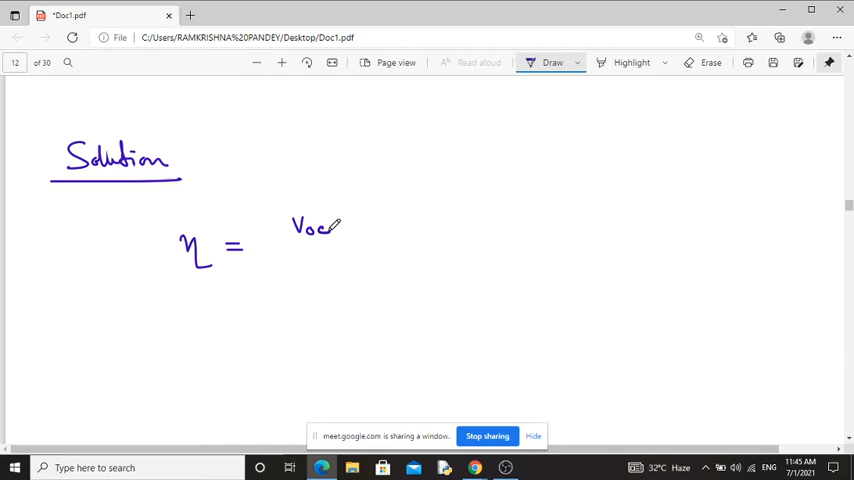 *Doc1.pdf
File C:/Users/RAMKRISHNA%20PANDEY/Desktop/Doc1.pdf
12 of 30 Page view Read aloud Draw Highlight Erase
Solution
Voc
η =
meet.google.com is sharing a window. Stop sharing Hide
Type here to search 32°C Haze ENG 11:45 AM
7/1/2021